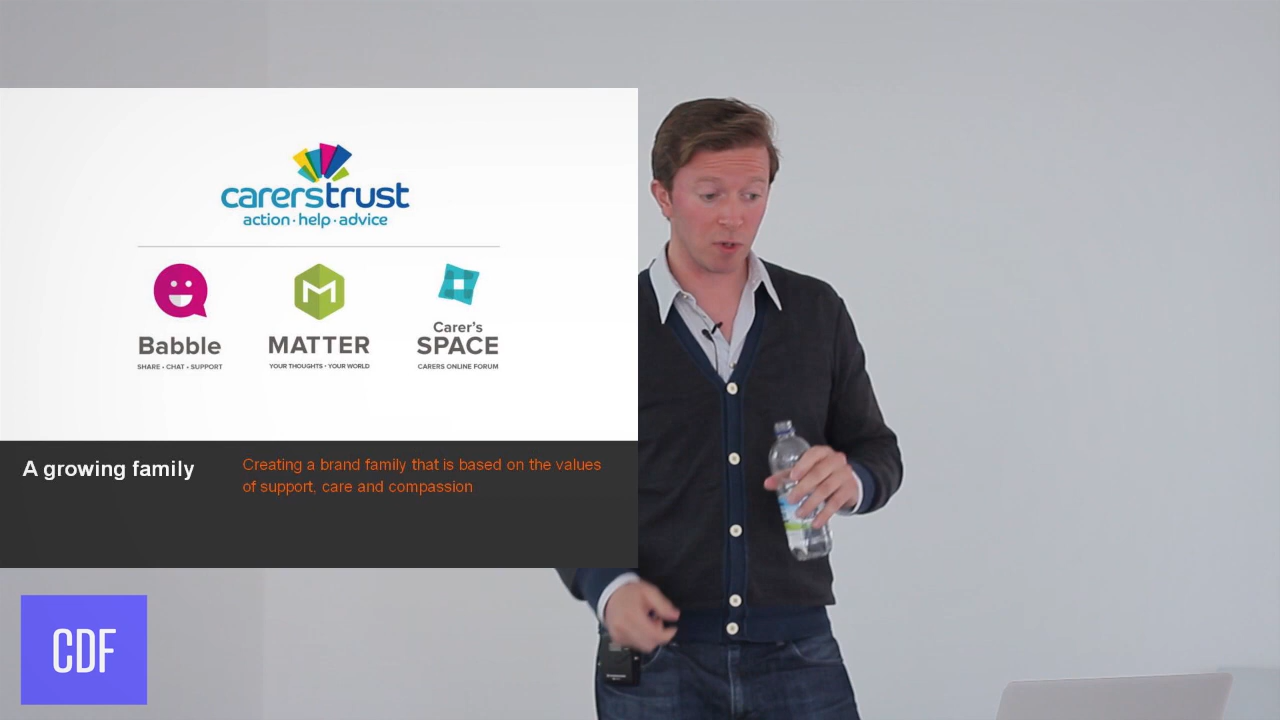 carerstrust
action · help · advice
Babble
SHARE • CHAT • SUPPORT
MATTER
YOUR THOUGHTS • YOUR WORLD
Carer's
SPACE
CARERS ONLINE FORUM
A growing family
Creating a brand family that is based on the values
of support, care and compassion
CDF